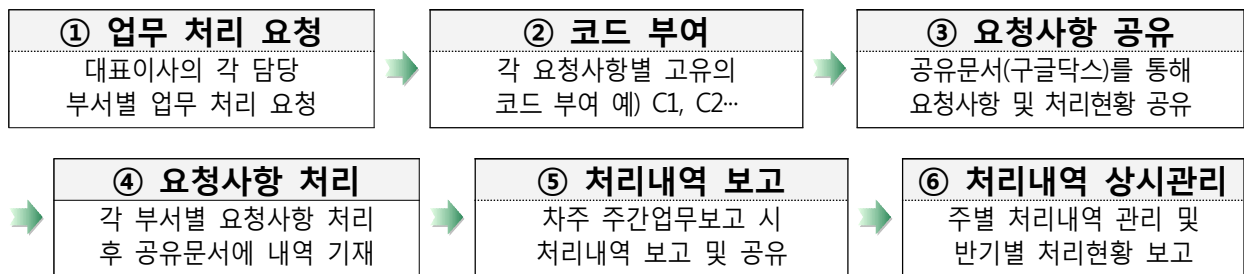 ① 업무 처리 요청
대표이사의 각 담당
부서별 업무 처리 요청
② 코드 부여
각 요청사항별 고유의
코드 부여 예) C1, C2…
③ 요청사항 공유
공유문서(구글닥스)를 통해
요청사항 및 처리현황 공유
④ 요청사항 처리
각 부서별 요청사항 처리
후 공유문서에 내역 기재
⑤ 처리내역 보고
차주 주간업무보고 시
처리내역 보고 및 공유
⑥ 처리내역 상시관리
주별 처리내역 관리 및
반기별 처리현황 보고